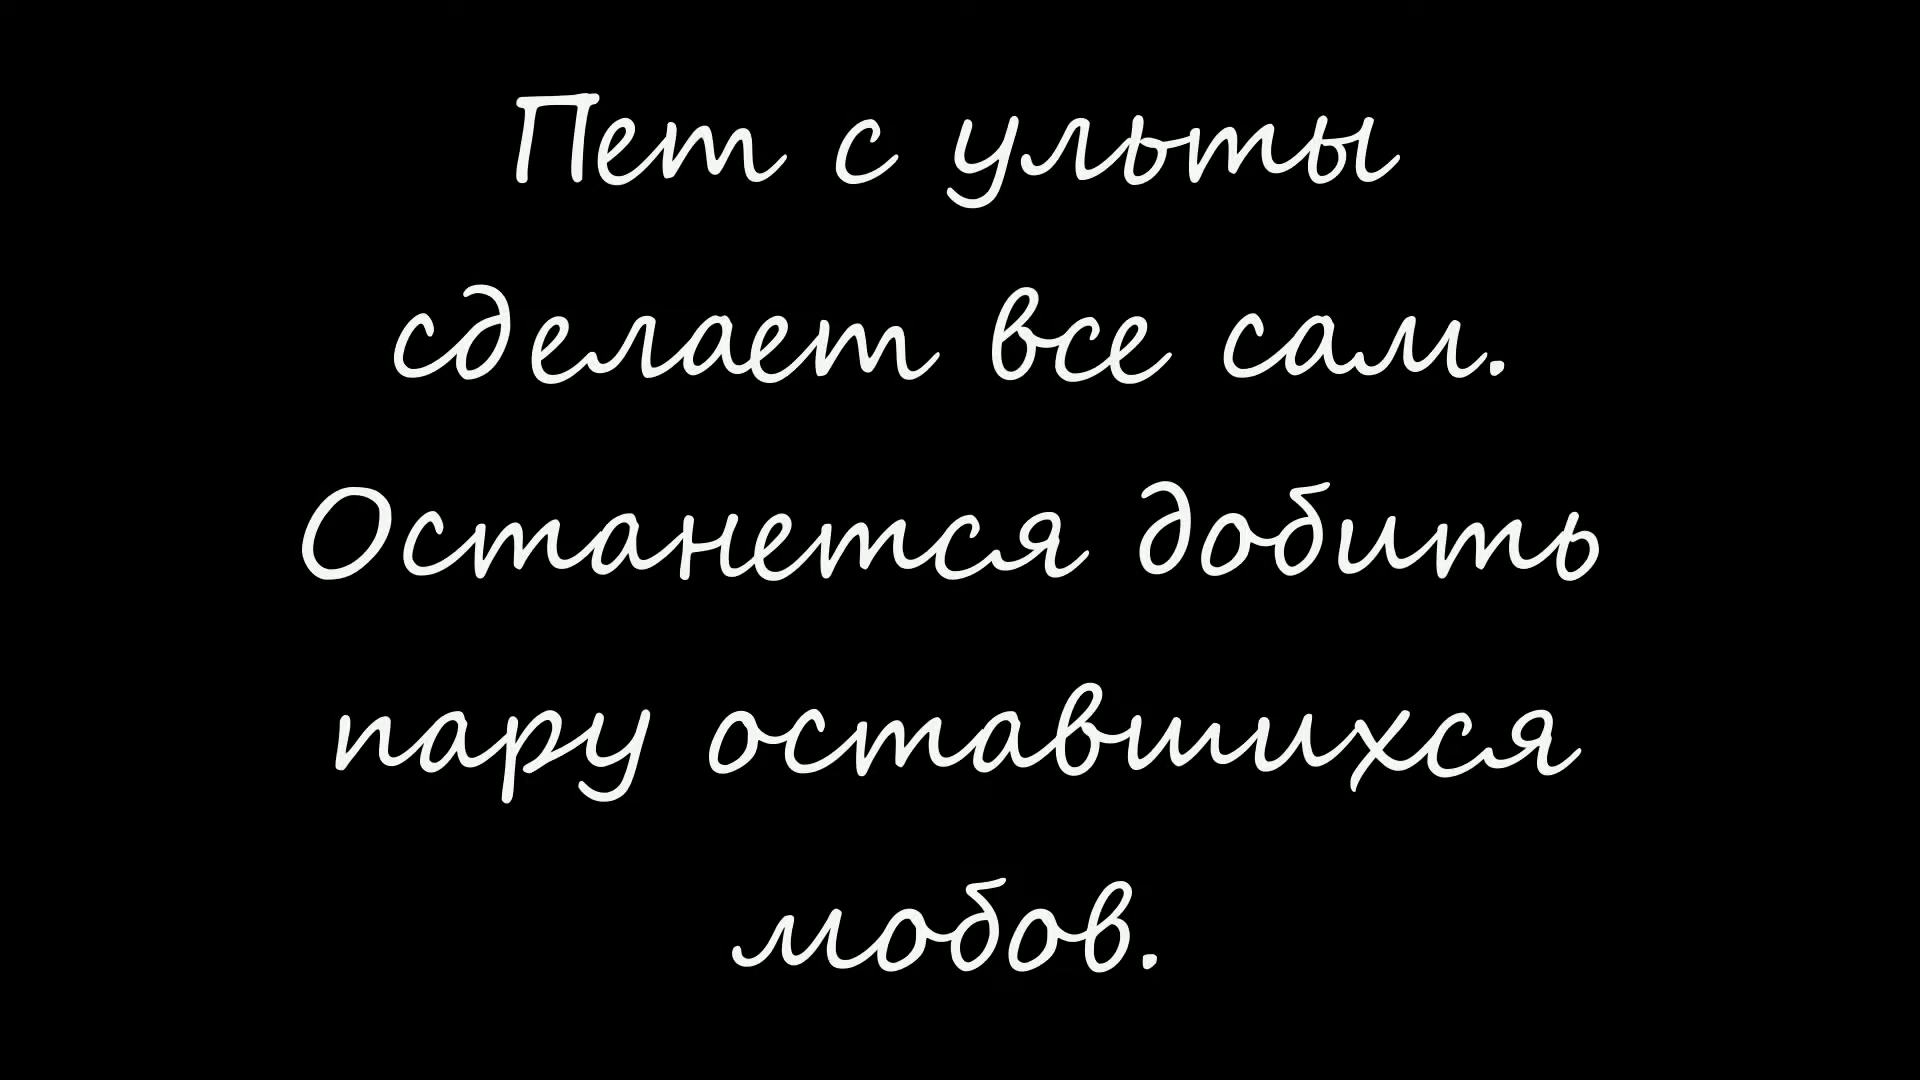 Пет с ульты
сделает все сам.
Останется добить
пару оставшихся
мобов.